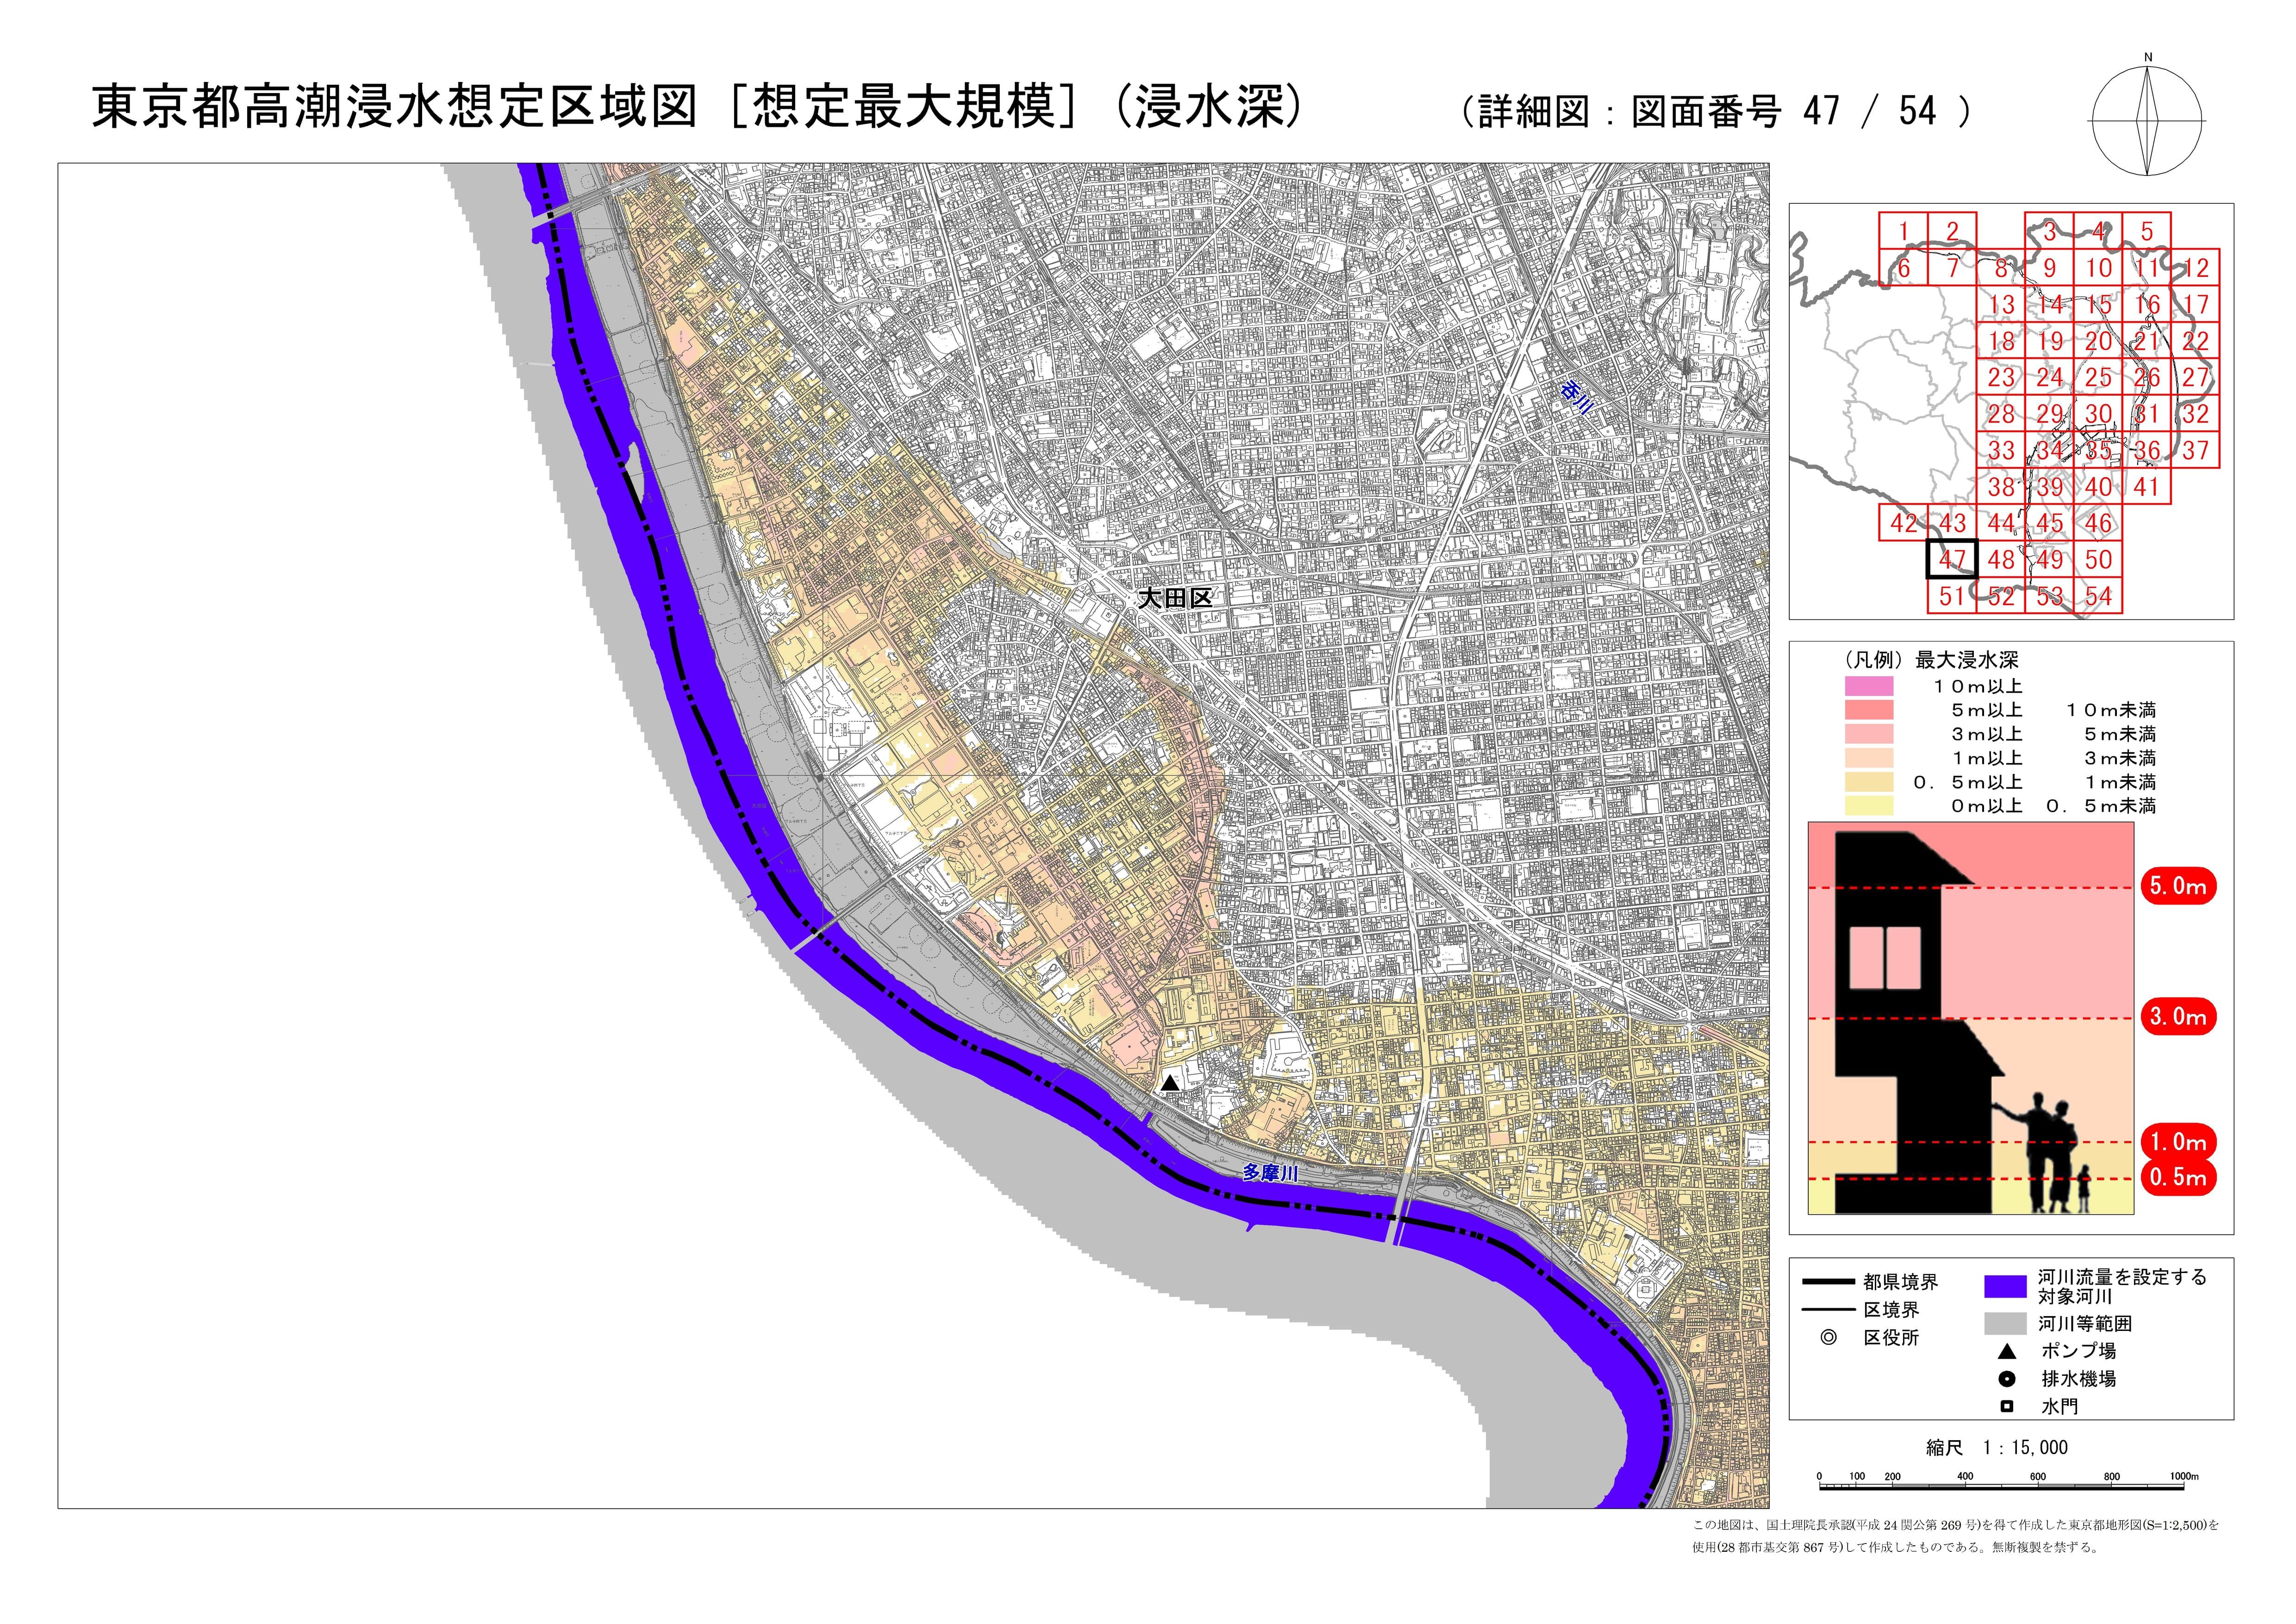 東京都高潮浸水想定区域図［想定最大規模］（浸水深）
（詳細図：図面番号 47 / 54 ）
N
呑川
大田区
多摩川
1 2 3 4 5
6 7 8 9 10 11 12
13 14 15 16 17
18 19 20 21 22
23 24 25 26 27
28 29 30 31 32
33 34 35 36 37
38 39 40 41
42 43 44 45 46
47 48 49 50
51 52 53 54
（凡例）最大浸水深
１０ｍ以上
５ｍ以上 １０ｍ未満
３ｍ以上 ５ｍ未満
１ｍ以上 ３ｍ未満
０．５ｍ以上 １ｍ未満
０ｍ以上 ０．５ｍ未満
5.0m
3.0m
1.0m
0.5m
都県境界
区境界
区役所
河川流量を設定する
対象河川
河川等範囲
ポンプ場
排水機場
水門
縮尺 1：15,000
0 100 200 400 600 800 1000m
この地図は、国土理院長承認(平成 24 関公第 269 号)を得て作成した東京都地形図(S=1:2,500)を
使用(28 都市基交第 867 号)して作成したものである。無断複製を禁ずる。